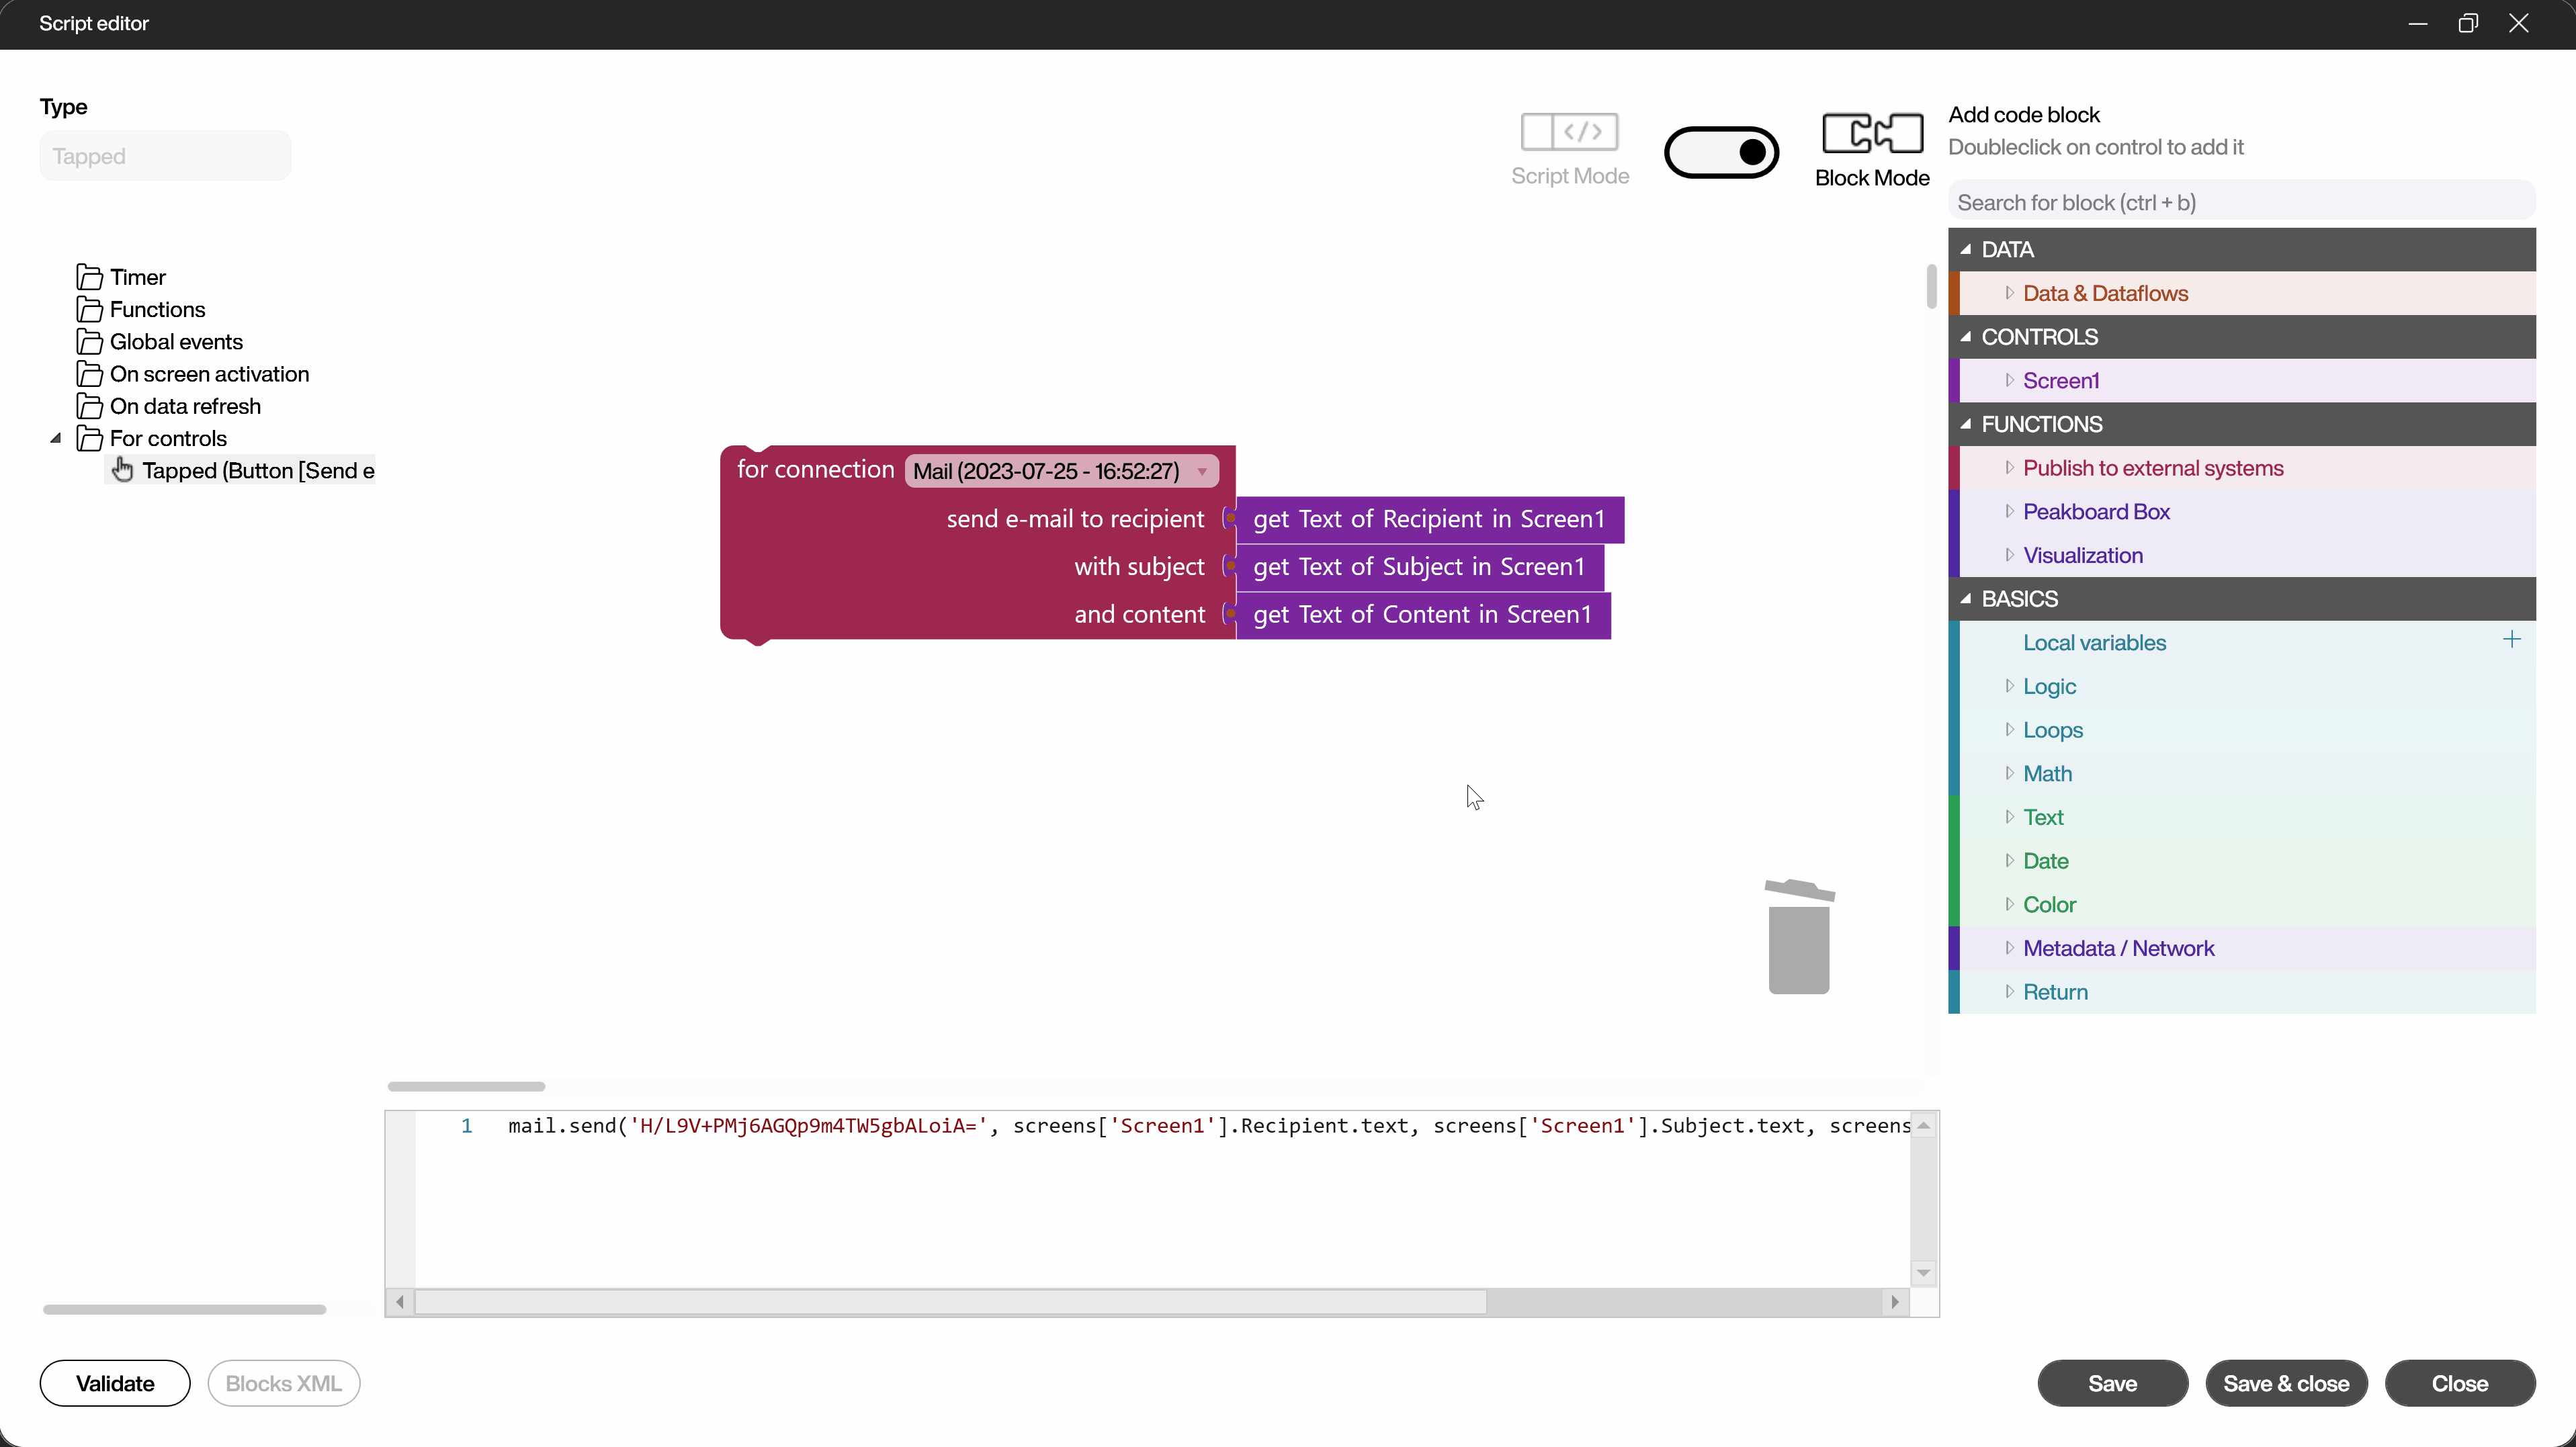 Script editor
Type
Tapped
Script Mode
Block Mode
Add code block
Doubleclick on control to add it
Search for block (ctrl + b)
Timer
Functions
Global events
On screen activation
On data refresh
For controls
Tapped (Button [Send e
for connection Mail (2023-07-25 - 16:52:27)
send e-mail to recipient get Text of Recipient in Screen1
with subject get Text of Subject in Screen1
and content get Text of Content in Screen1
DATA
Data & Dataflows
CONTROLS
Screen1
FUNCTIONS
Publish to external systems
Peakboard Box
Visualization
BASICS
Local variables +
Logic
Loops
Math
Text
Date
Color
Metadata / Network
Return
1 mail.send('H/L9V+PMj6AGQp9m4TW5gbALoiA=', screens['Screen1'].Recipient.text, screens['Screen1'].Subject.text, screens
Validate
Blocks XML
Save
Save & close
Close